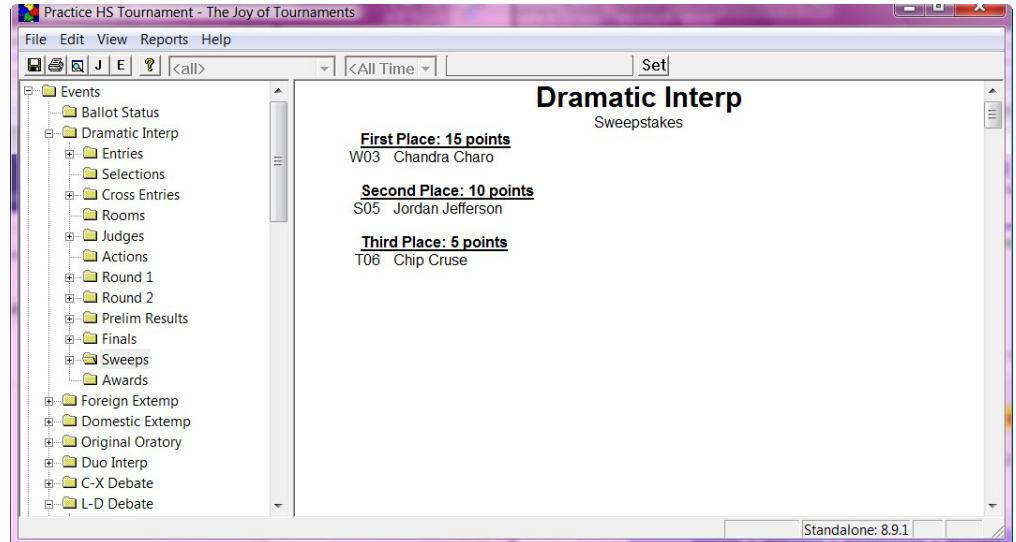 Practice HS Tournament - The Joy of Tournaments
File Edit View Reports Help
J E ? <all> <All Time Set
Events
Ballot Status
Dramatic Interp
Entries
Selections
Cross Entries
Rooms
Judges
Actions
Round 1
Round 2
Prelim Results
Finals
Sweeps
Awards
Foreign Extemp
Domestic Extemp
Original Oratory
Duo Interp
C-X Debate
L-D Debate
Dramatic Interp
Sweepstakes
First Place: 15 points
W03 Chandra Charo
Second Place: 10 points
S05 Jordan Jefferson
Third Place: 5 points
T06 Chip Cruse
Standalone: 8.9.1